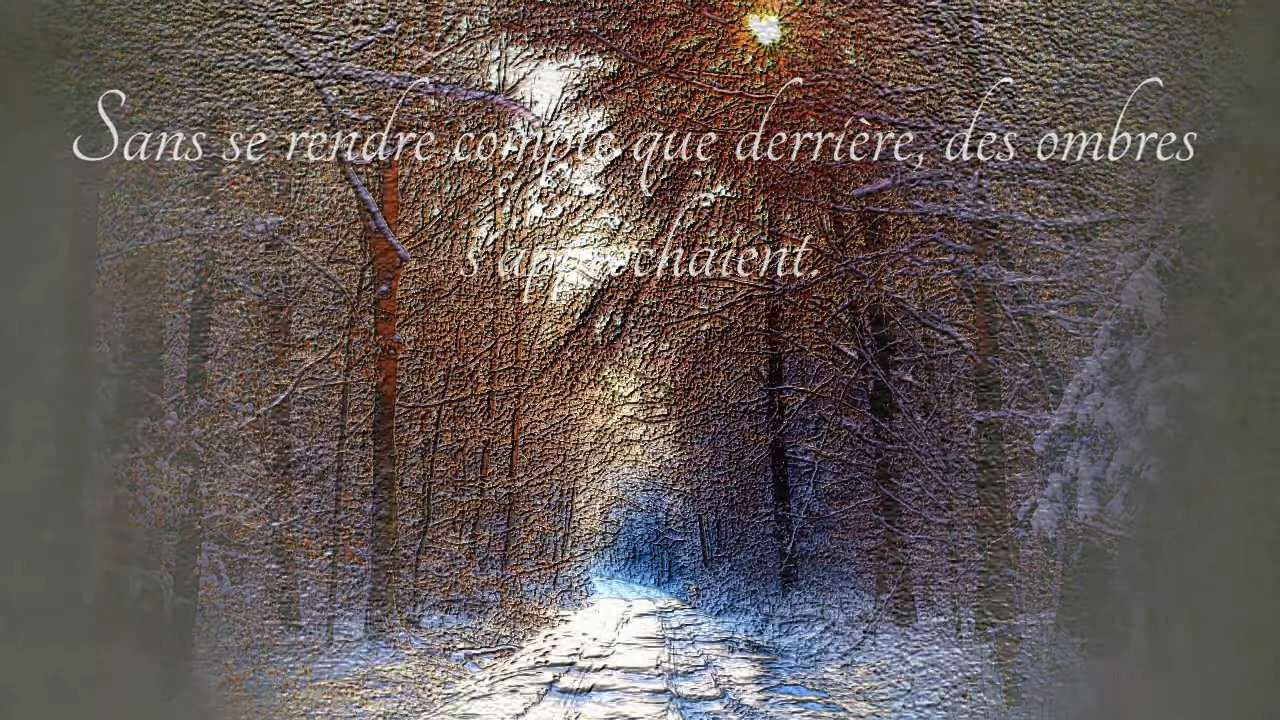 Sans se rendre compte que derrière, des ombres
s'approchaient.